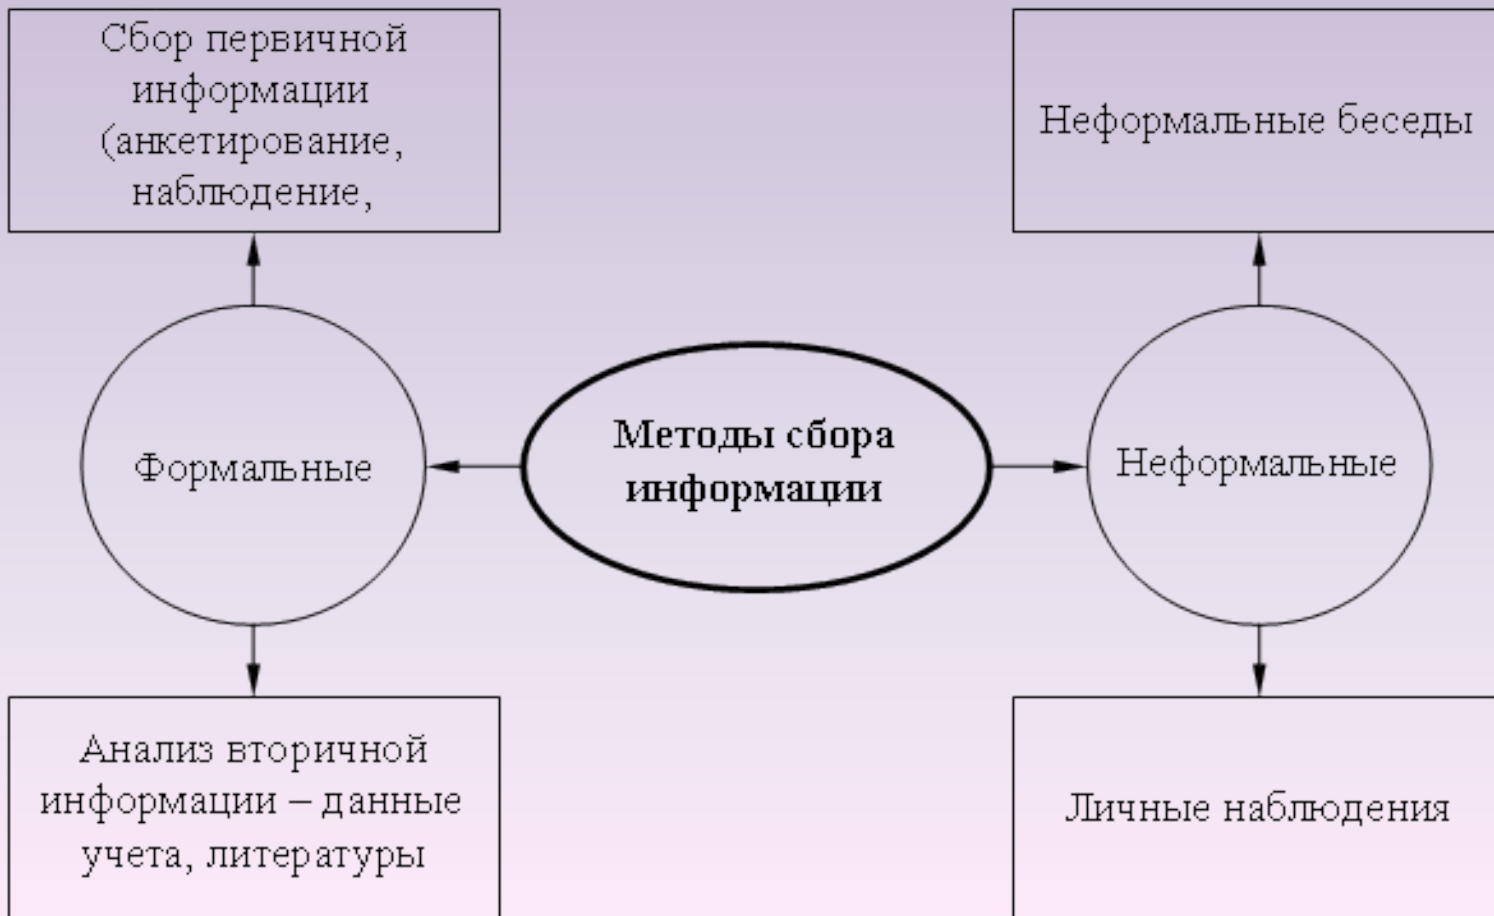 Сбор первичной
информации
(анкетирование,
наблюдение,
Неформальные беседы
Формальные
Методы сбора
информации
Неформальные
Анализ вторичной
информации – данные
учета, литературы
Личные наблюдения